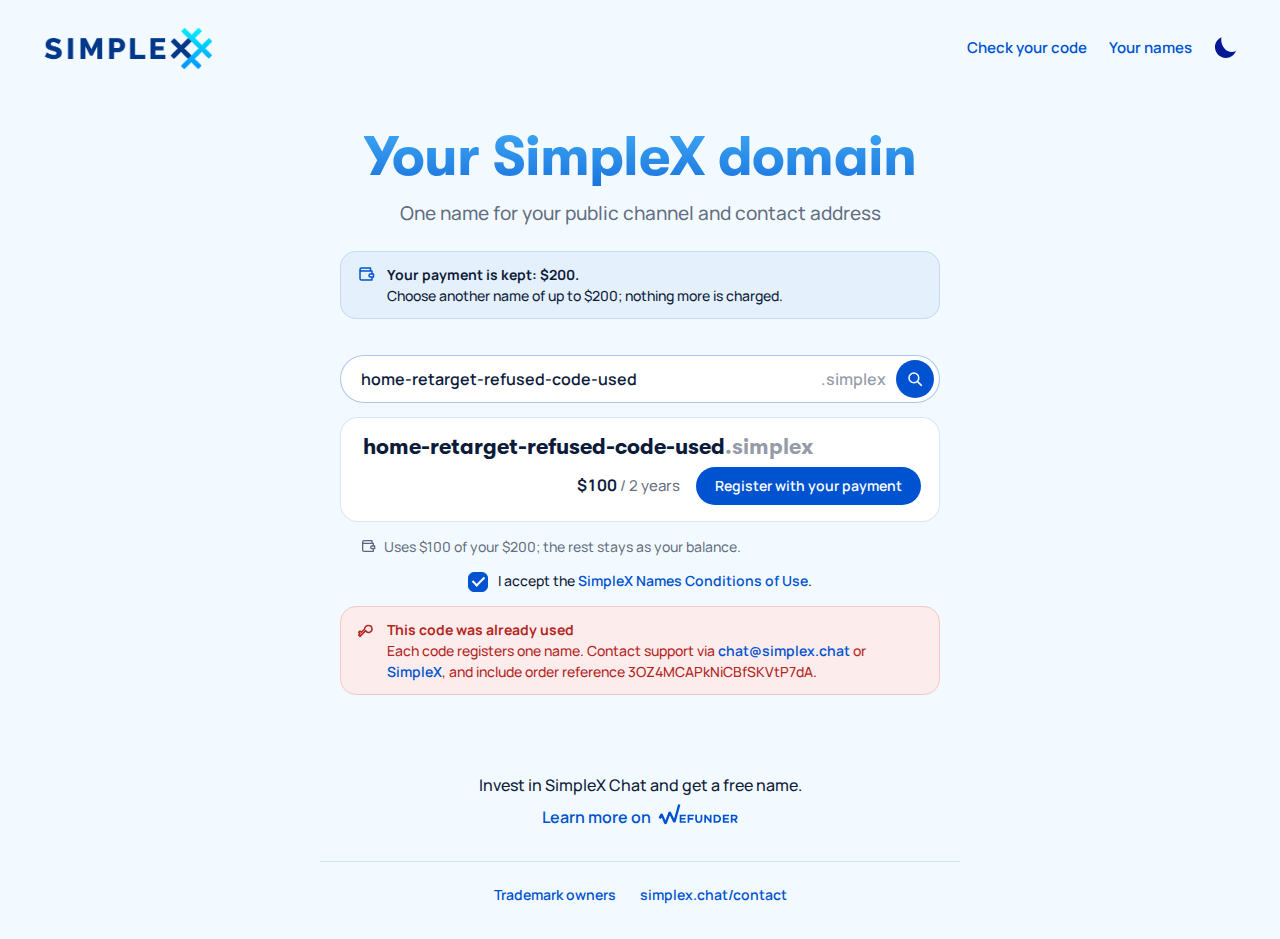 SIMPLEX
Check your code
Your names
Your SimpleX domain
One name for your public channel and contact address
Your payment is kept: $200.
Choose another name of up to $200; nothing more is charged.
home-retarget-refused-code-used .simplex
home-retarget-refused-code-used.simplex
$100 / 2 years Register with your payment
Uses $100 of your $200; the rest stays as your balance.
I accept the SimpleX Names Conditions of Use.
This code was already used
Each code registers one name. Contact support via chat@simplex.chat or
SimpleX, and include order reference 3OZ4MCAPkNiCBfSKVtP7dA.
Invest in SimpleX Chat and get a free name.
Learn more on WEFUNDER
Trademark owners simplex.chat/contact